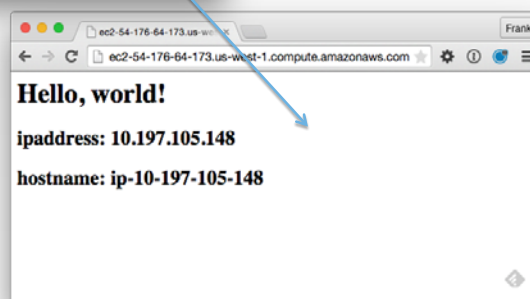 ec2-54-176-64-173.us-we
Frank
ec2-54-176-64-173.us-west-1.compute.amazonaws.com
Hello, world!
ipaddress: 10.197.105.148
hostname: ip-10-197-105-148